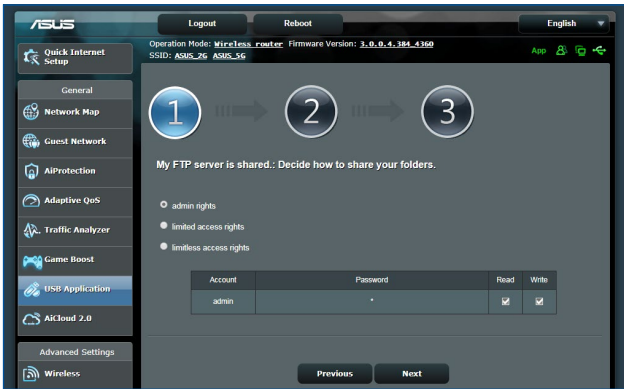 ASUS
Logout
Reboot
English
Quick Internet
Setup
Operation Mode: Wireless router Firmware Version: 3.0.0.4.384_4360
SSID: ASUS_2G ASUS_5G
App
General
Network Map
Guest Network
AiProtection
Adaptive QoS
Traffic Analyzer
Game Boost
USB Application
AiCloud 2.0
Advanced Settings
Wireless
1 2 3
My FTP server is shared.: Decide how to share your folders.
admin rights
limited access rights
limitless access rights
Account Password Read Write
admin *
Previous Next